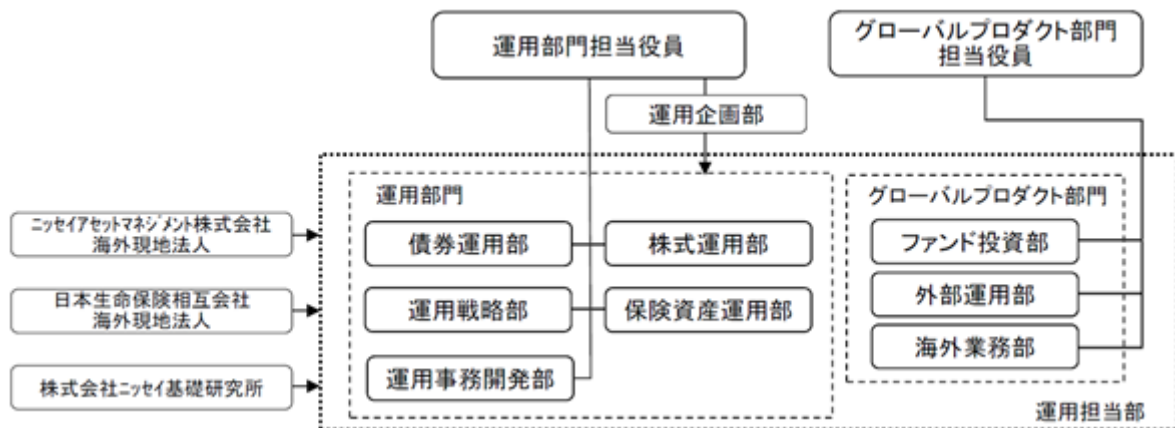 運用部門担当役員
グローバルプロダクト部門
担当役員
運用企画部
運用部門
グローバルプロダクト部門
ニッセイアセットマネジメント株式会社
海外現地法人
債券運用部
株式運用部
ファンド投資部
日本生命保険相互会社
海外現地法人
運用戦略部
保険資産運用部
外部運用部
海外業務部
株式会社ニッセイ基礎研究所
運用事務開発部
運用担当部